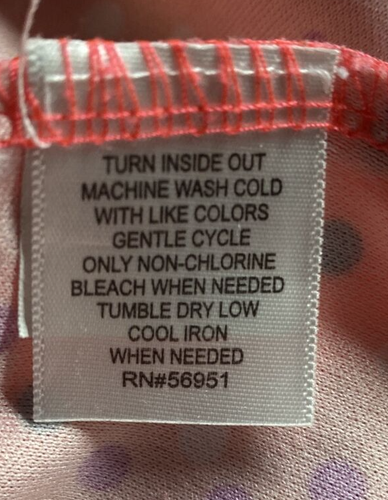 TURN INSIDE OUT
MACHINE WASH COLD
WITH LIKE COLORS
GENTLE CYCLE
ONLY NON-CHLORINE
BLEACH WHEN NEEDED
TUMBLE DRY LOW
COOL IRON
WHEN NEEDED
RN#56951